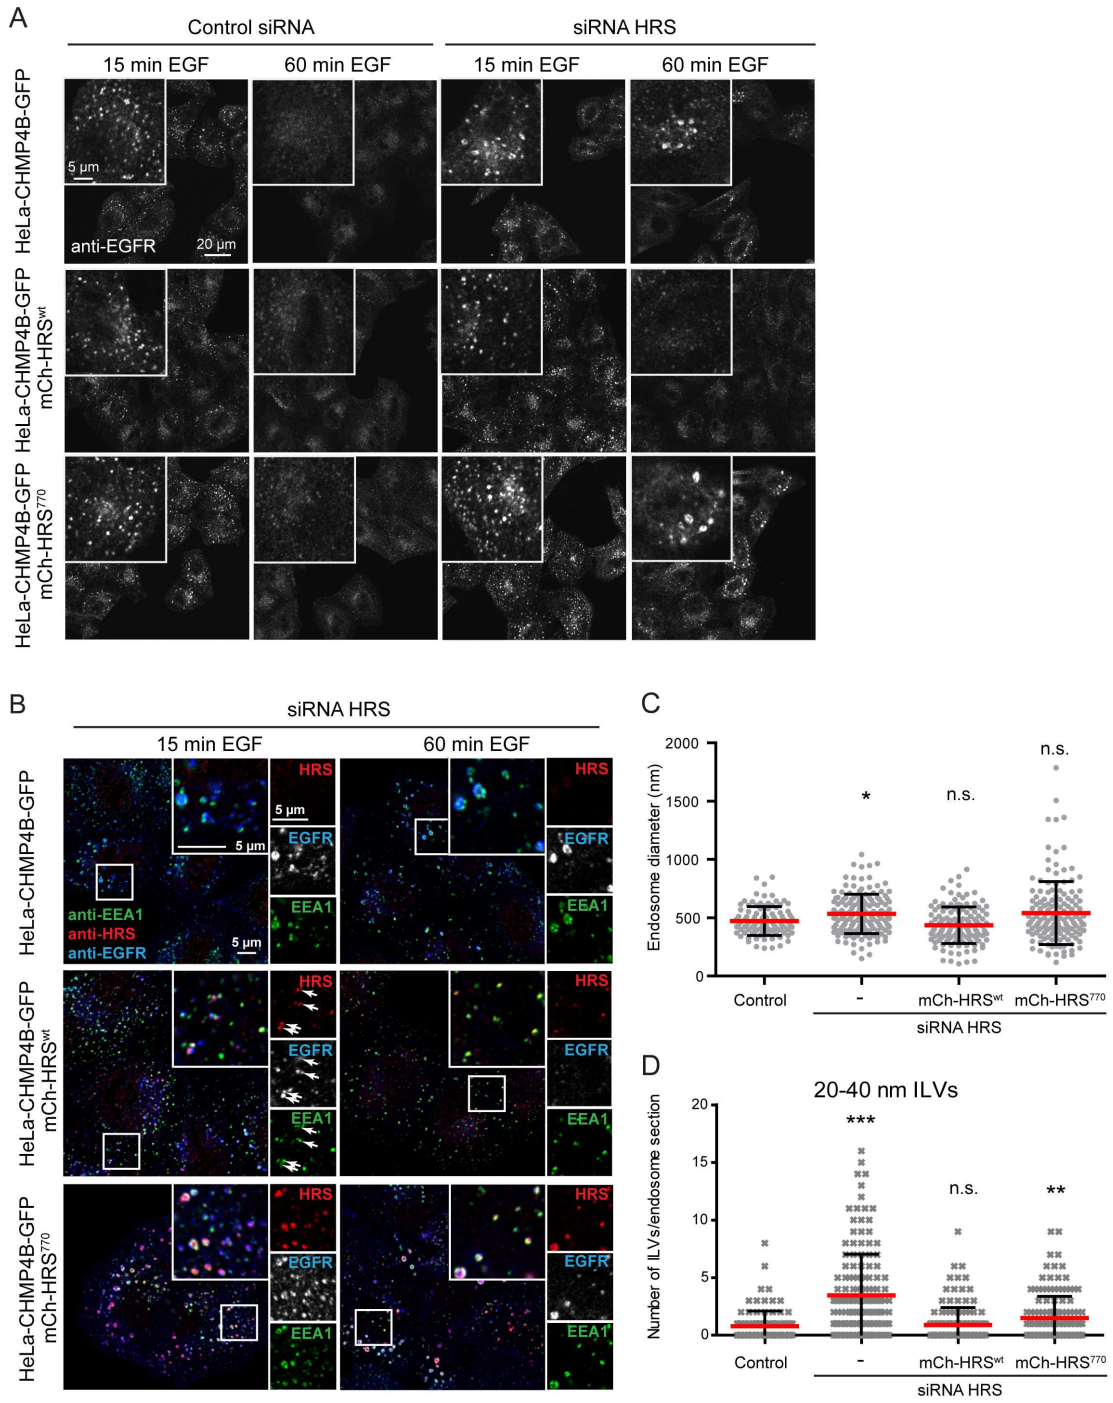 A
Control siRNA
siRNA HRS
15 min EGF
60 min EGF
15 min EGF
60 min EGF
HeLa-CHMP4B-GFP
5 µm
anti-EGFR
20 µm
HeLa-CHMP4B-GFP
mCh-HRSwt
HeLa-CHMP4B-GFP
mCh-HRS770
B
siRNA HRS
15 min EGF
60 min EGF
HeLa-CHMP4B-GFP
HRS
5 µm
EGFR
5 µm
EEA1
anti-EEA1
anti-HRS
anti-EGFR
5 µm
HRS
EGFR
EEA1
HeLa-CHMP4B-GFP
mCh-HRSwt
HRS
EGFR
EEA1
HRS
EGFR
EEA1
HeLa-CHMP4B-GFP
mCh-HRS770
HRS
EGFR
EEA1
HRS
EGFR
EEA1
C
Endosome diameter (nm)
2000
1500
1000
500
0
*
n.s.
n.s.
Control
-
mCh-HRSwt
mCh-HRS770
siRNA HRS
D
20-40 nm ILVs
Number of ILVs/endosome section
20
15
10
5
0
***
n.s.
**
Control
-
mCh-HRSwt
mCh-HRS770
siRNA HRS